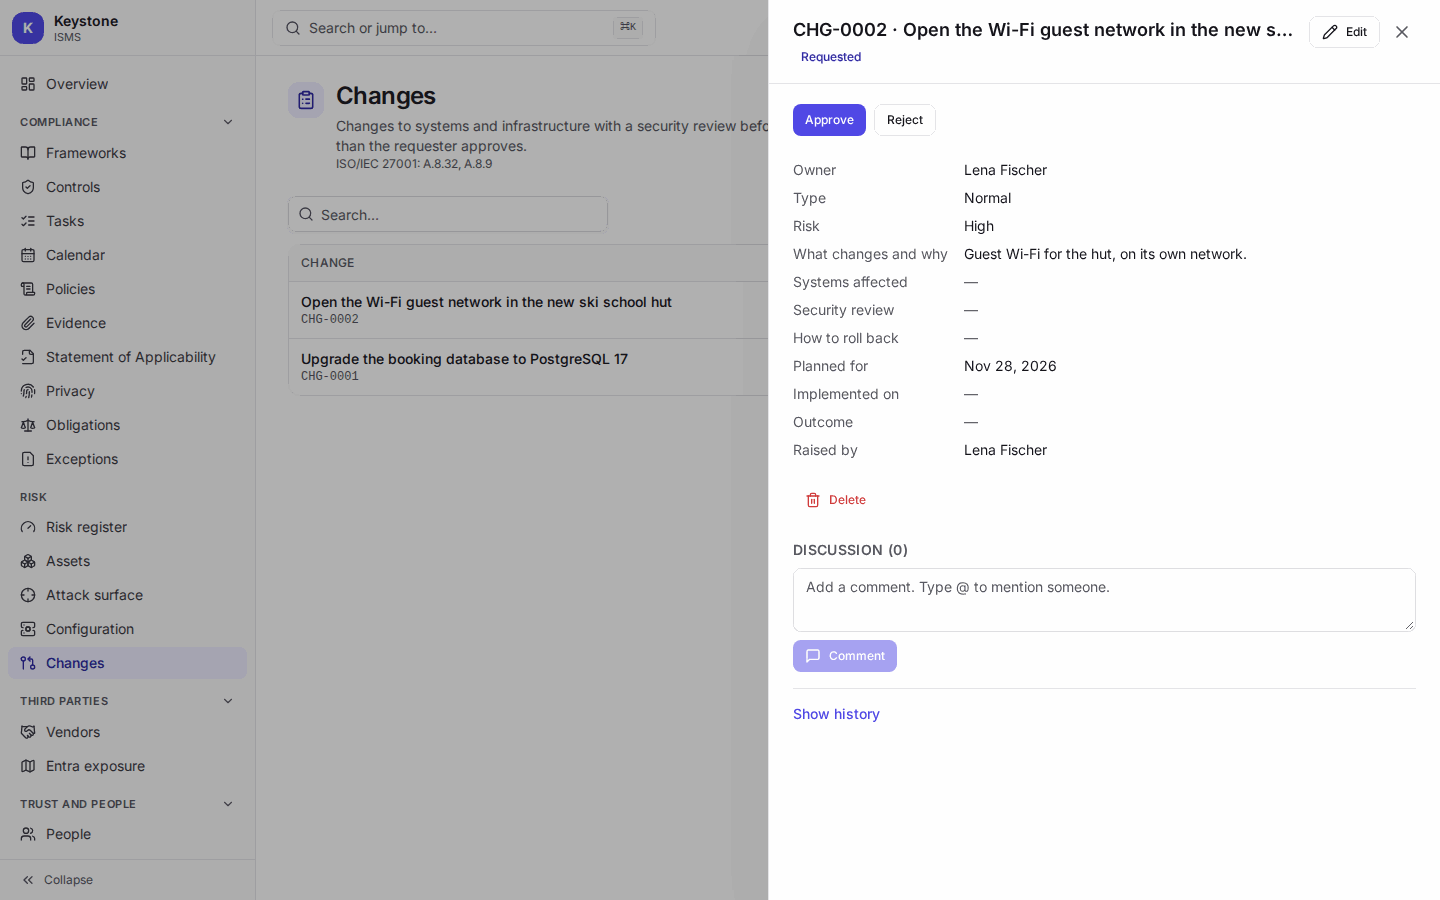 K
Keystone
ISMS
Overview
COMPLIANCE
Frameworks
Controls
Tasks
Calendar
Policies
Evidence
Statement of Applicability
Privacy
Obligations
Exceptions
RISK
Risk register
Assets
Attack surface
Configuration
Changes
THIRD PARTIES
Vendors
Entra exposure
TRUST AND PEOPLE
People
Collapse
Search or jump to...
⌘K
Changes
Changes to systems and infrastructure with a security review befo
than the requester approves.
ISO/IEC 27001: A.8.32, A.8.9
Search...
CHANGE
Open the Wi-Fi guest network in the new ski school hut
CHG-0002
Upgrade the booking database to PostgreSQL 17
CHG-0001
CHG-0002 · Open the Wi-Fi guest network in the new s...
Edit
Requested
Approve
Reject
Owner Lena Fischer
Type Normal
Risk High
What changes and why Guest Wi-Fi for the hut, on its own network.
Systems affected —
Security review —
How to roll back —
Planned for Nov 28, 2026
Implemented on —
Outcome —
Raised by Lena Fischer
Delete
DISCUSSION (0)
Add a comment. Type @ to mention someone.
Comment
Show history